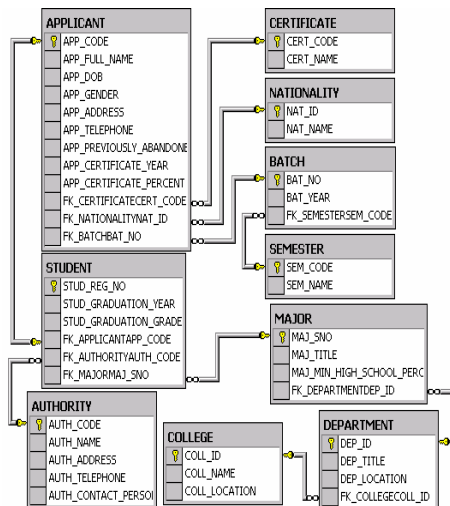 APPLICANT
APP_CODE
APP_FULL_NAME
APP_DOB
APP_GENDER
APP_ADDRESS
APP_TELEPHONE
APP_PREVIOUSLY_ABANDONE
APP_CERTIFICATE_YEAR
APP_CERTIFICATE_PERCENT
FK_CERTIFICATECERT_CODE
FK_NATIONALITYNAT_ID
FK_BATCHBAT_NO
CERTIFICATE
CERT_CODE
CERT_NAME
NATIONALITY
NAT_ID
NAT_NAME
BATCH
BAT_NO
BAT_YEAR
FK_SEMESTERSEM_CODE
SEMESTER
SEM_CODE
SEM_NAME
STUDENT
STUD_REG_NO
STUD_GRADUATION_YEAR
STUD_GRADUATION_GRADE
FK_APPLICANTAPP_CODE
FK_AUTHORITYAUTH_CODE
FK_MAJORMAJ_SNO
MAJOR
MAJ_SNO
MAJ_TITLE
MAJ_MIN_HIGH_SCHOOL_PERC
FK_DEPARTMENTDEP_ID
AUTHORITY
AUTH_CODE
AUTH_NAME
AUTH_ADDRESS
AUTH_TELEPHONE
AUTH_CONTACT_PERSO
COLLEGE
COLL_ID
COLL_NAME
COLL_LOCATION
DEPARTMENT
DEP_ID
DEP_TITLE
DEP_LOCATION
FK_COLLEGECOLL_ID